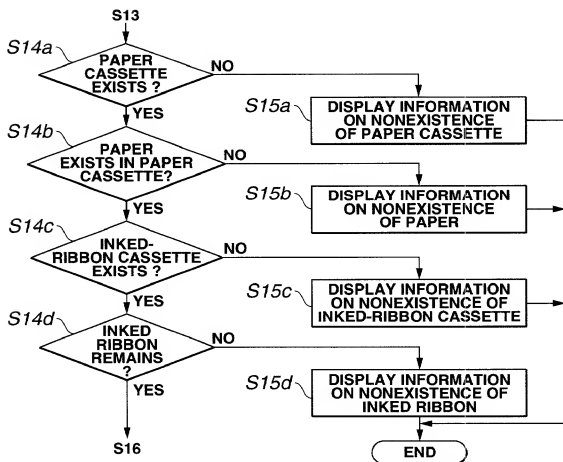 S13
S14a
PAPER
CASSETTE
EXISTS ?
NO
YES
S15a
DISPLAY INFORMATION
ON NONEXISTENCE
OF PAPER CASSETTE
S14b
PAPER
EXISTS IN PAPER
CASSETTE?
NO
YES
S15b
DISPLAY INFORMATION
ON NONEXISTENCE
OF PAPER
S14c
INKED-
RIBBON CASSETTE
EXISTS ?
NO
YES
S15c
DISPLAY INFORMATION
ON NONEXISTENCE OF
INKED-RIBBON CASSETTE
S14d
INKED
RIBBON
REMAINS
?
NO
YES
S15d
DISPLAY INFORMATION
ON NONEXISTENCE OF
INKED RIBBON
S16
END